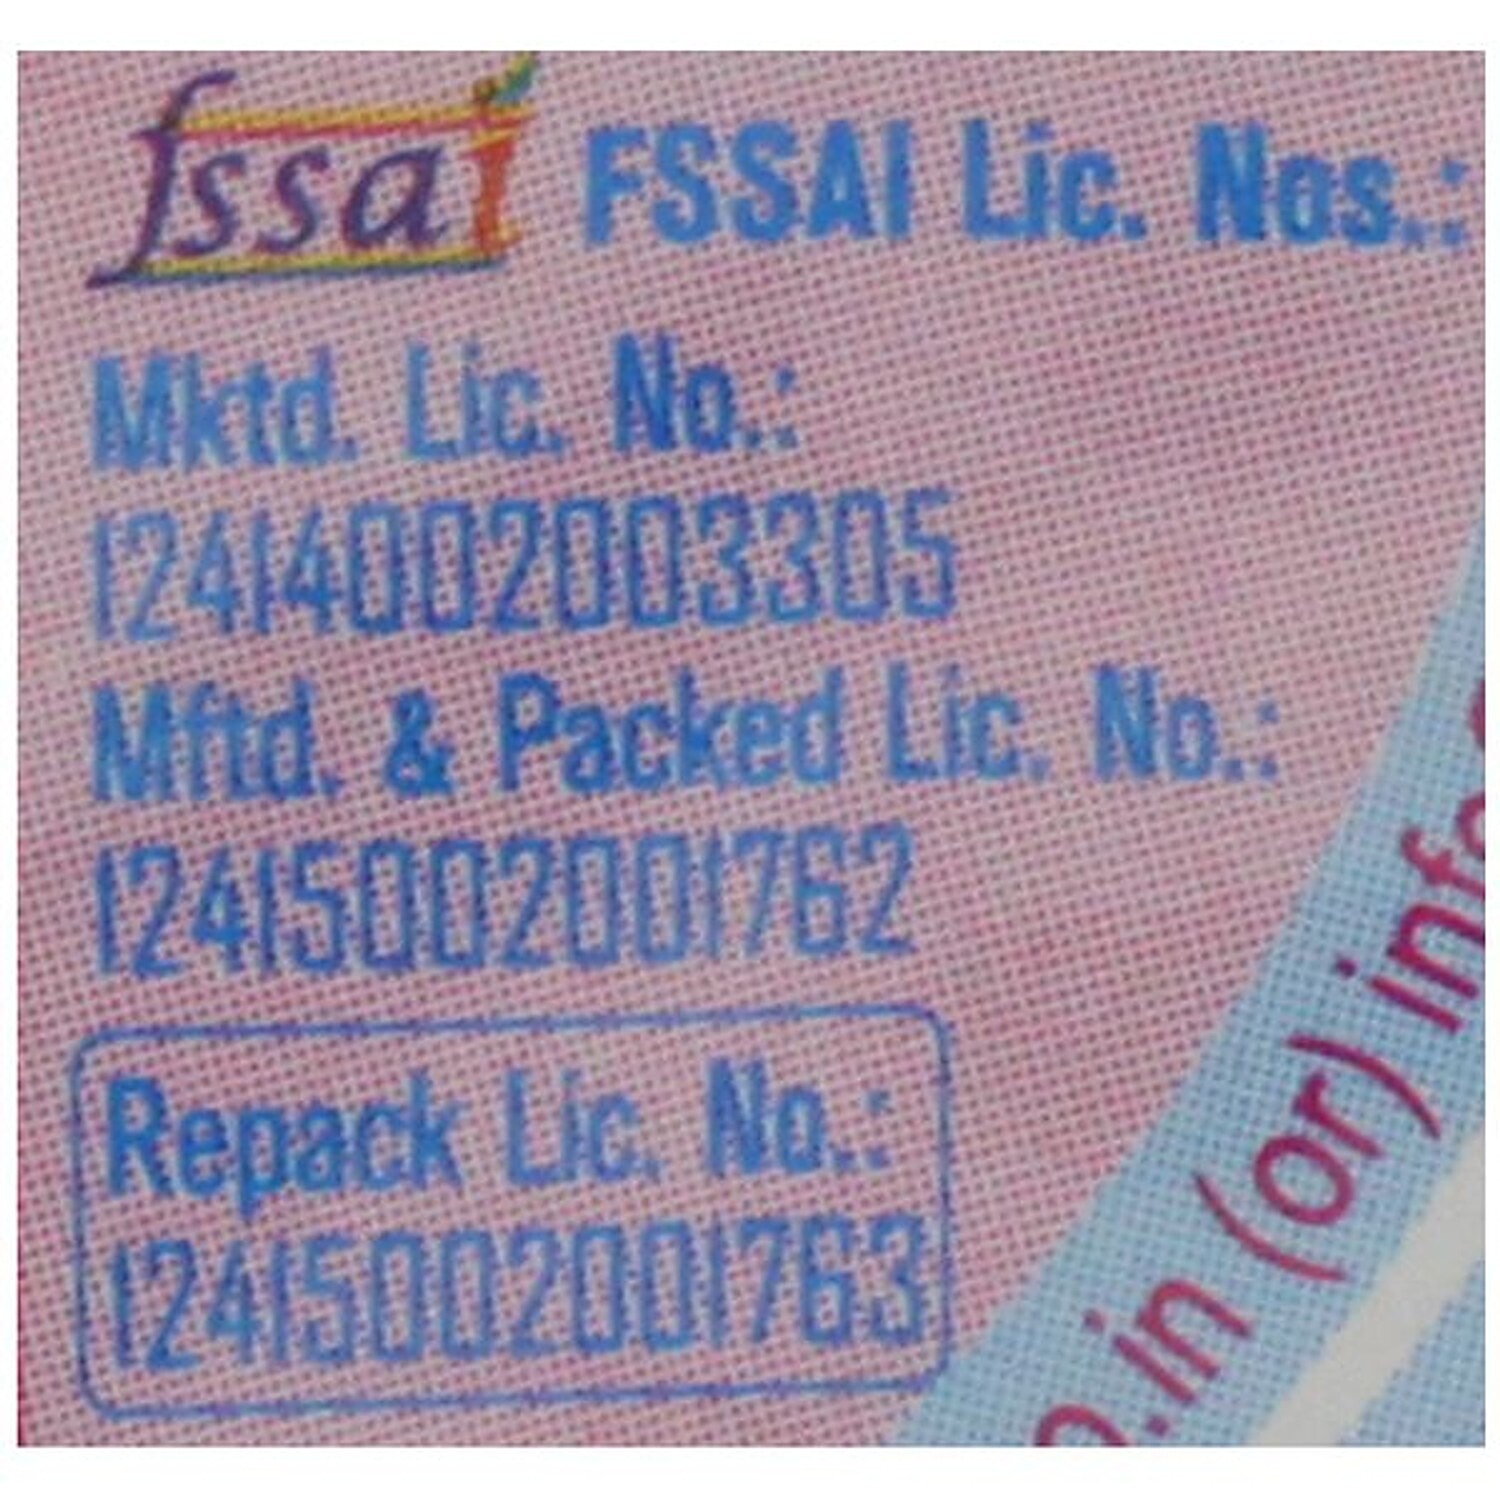 fssai FSSAI Lic. Nos.:
Mktd. Lic. No.:
12414002003305
Mftd. & Packed Lic. No.:
12415002001762
Repack Lic. No.:
12415002001763
.in (or) info